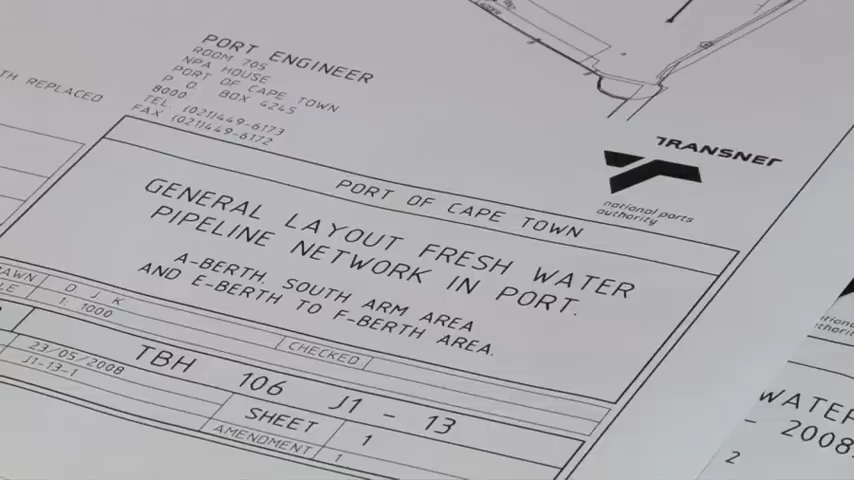 PORT ENGINEER
ROOM 705
NPA HOUSE
PORT OF CAPE TOWN
P O BOX 4245
8000
TEL. (021)449-6173
FAX (021)449-6172
TH REPLACED
TRANSNET
national ports
authority
PORT OF CAPE TOWN
GENERAL LAYOUT FRESH WATER
PIPELINE NETWORK IN PORT.
A-BERTH, SOUTH ARM AREA
AND E-BERTH TO F-BERTH AREA.
AWN D J K
LE 1: 1000
CHECKED
23/05/2008
J1-13-1
TBH 106 J1 - 13
SHEET 1
AMENDMENT 1
WATER
- 2008
2